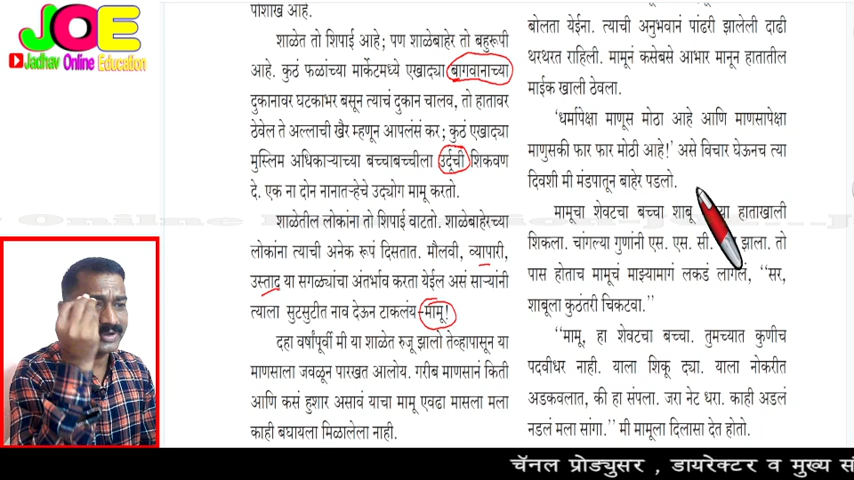 JOE
Jadhav Online Education
पोशाख आहे.
शाळेत तो शिपाई आहे; पण शाळेबाहेर तो बहुरूपी
आहे. कुठं फळांच्या मार्केटमध्ये एखाद्या बागवानाच्या
दुकानावर घटकाभर बसून त्याचं दुकान चालव, तो हातावर
ठेवेल ते अल्लाची खैर म्हणून आपलंसं कर; कुठं एखाद्या
मुस्लिम अधिकाऱ्याच्या बच्चाबच्चीला उर्दूची शिकवण
दे. एक ना दोन नानातऱ्हेचे उद्योग मामू करतो.
शाळेतील लोकांना तो शिपाई वाटतो. शाळेबाहेरच्या
लोकांना त्याची अनेक रूपं दिसतात. मौलवी, व्यापारी,
उस्ताद या सगळ्यांचा अंतर्भाव करता येईल असं साऱ्यांनी
त्याला सुटसुटीत नाव देऊन टाकलंय-मामू!
दहा वर्षांपूर्वी मी या शाळेत रुजू झालो तेव्हापासून या
माणसाला जवळून पारखत आलोय. गरीब माणसानं किती
आणि कसं हुशार असावं याचा मामू एवढा मासला मला
काही बघायला मिळालेला नाही.
बोलता येईना. त्याची अनुभवानं पांढरी झालेली दाढी
थरथरत राहिली. मामूनं कसेबसे आभार मानून हातातील
माईक खाली ठेवला.
‘धर्मापेक्षा माणूस मोठा आहे आणि माणसापेक्षा
माणुसकी फार फार मोठी आहे!’ असे विचार घेऊनच त्या
दिवशी मी मंडपातून बाहेर पडलो.
मामूचा शेवटचा बच्चा शाबू हाताखाली
शिकला. चांगल्या गुणांनी एस. एस. सी. झाला. तो
पास होताच मामूचं माझ्यामागं लकडं लागलं, “सर,
शाबूला कुठंतरी चिकटवा.”
“मामू, हा शेवटचा बच्चा. तुमच्यात कुणीच
पदवीधर नाही. याला शिकू द्या. याला नोकरीत
अडकवलात, की हा संपला. जरा नेट धरा. काही अडलं
नडलं मला सांगा.” मी मामूला दिलासा देत होतो.
चॅनल प्रोड्युसर , डायरेक्टर व मुख्य